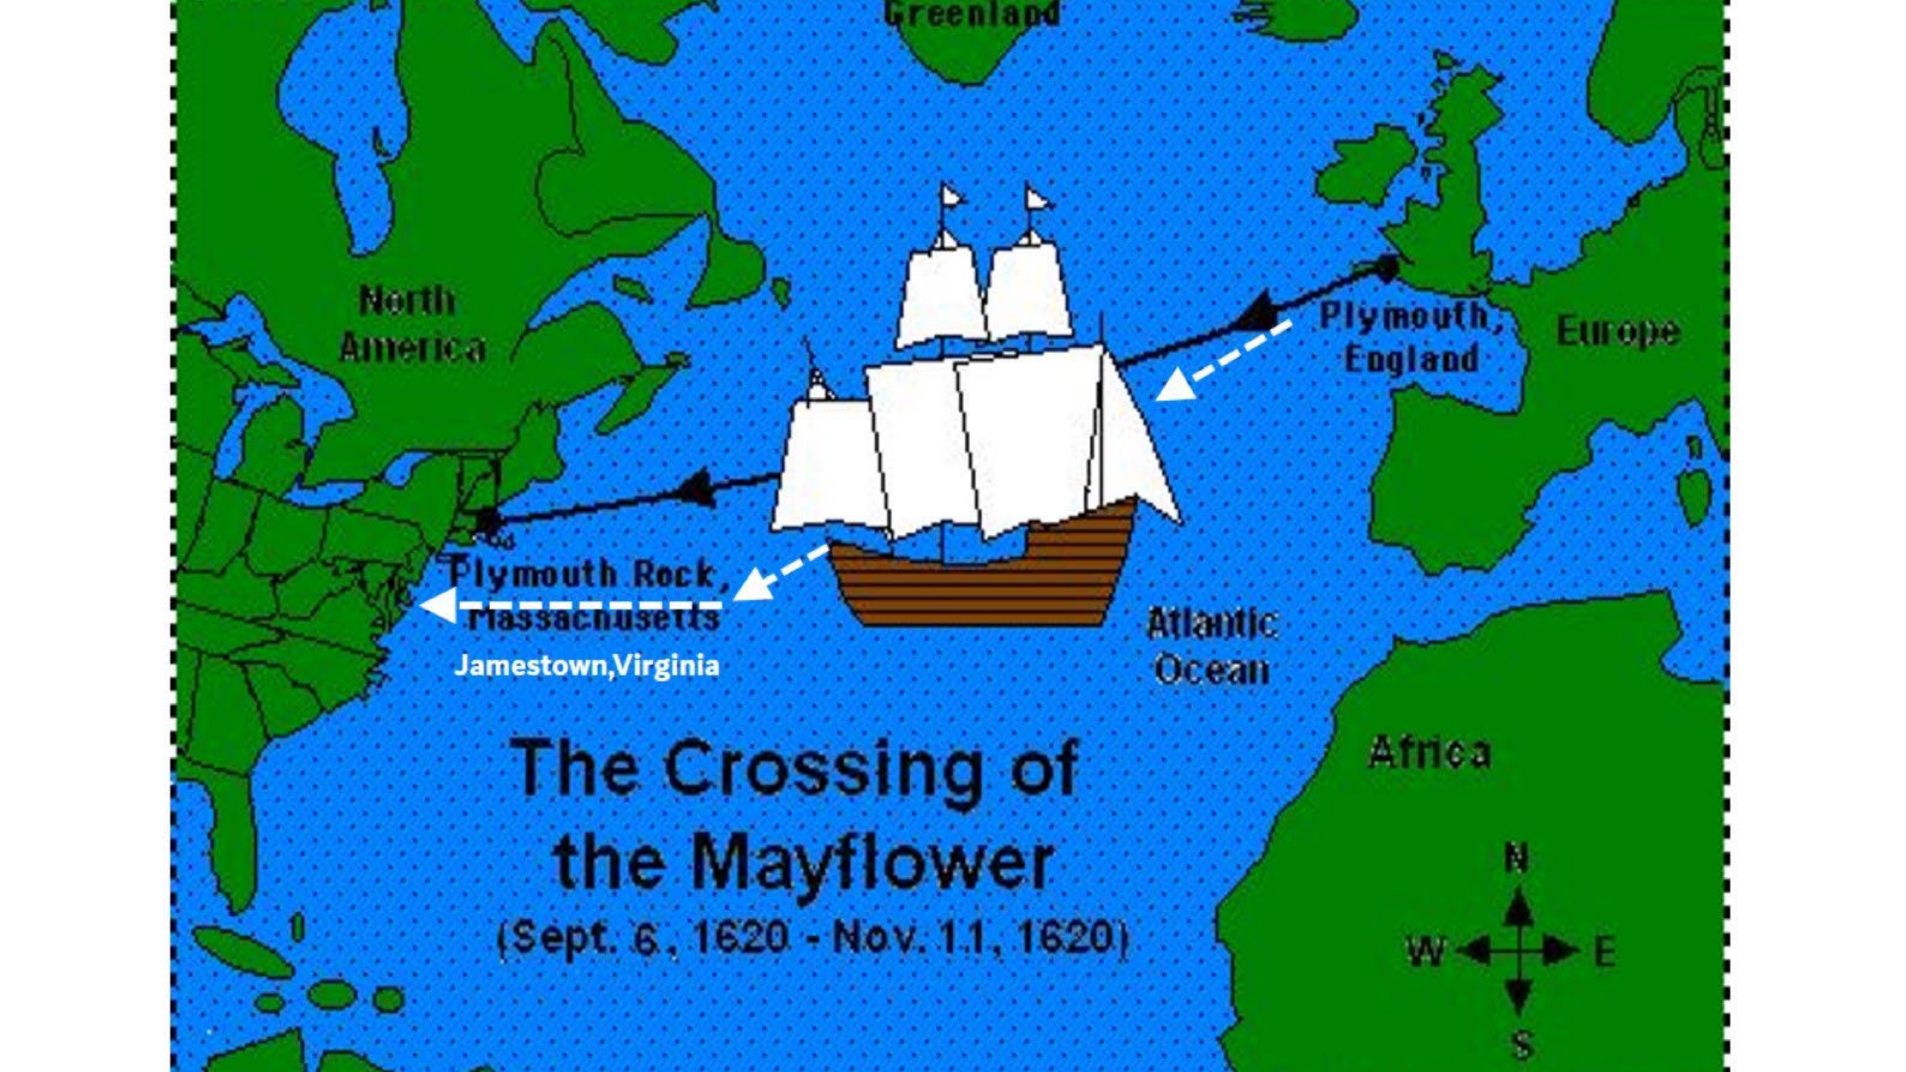 Greenland
North
America
Plymouth,
England
Europe
Plymouth Rock,
Massachusetts
Jamestown,Virginia
Atlantic
Ocean
Africa
The Crossing of
the Mayflower
(Sept. 6, 1620 - Nov. 11, 1620)
N
W E
S